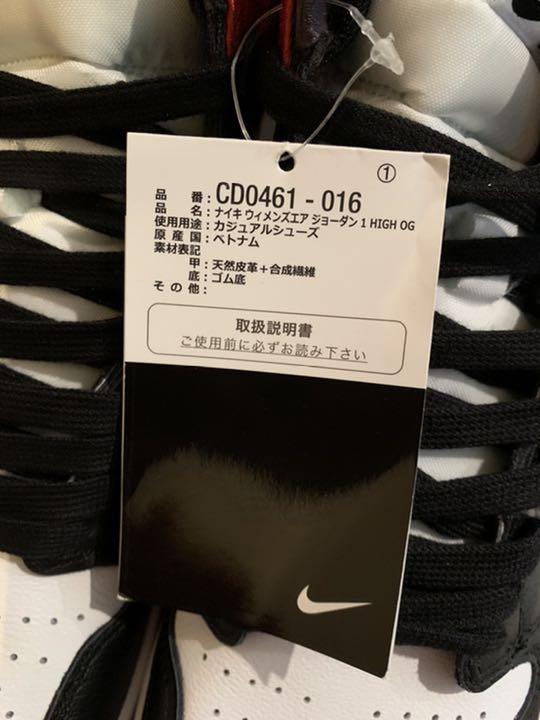 ①
品番：CD0461 - 016
品名：ナイキ ウィメンズエア ジョーダン 1 HIGH OG
使用用途：カジュアルシューズ
原産国：ベトナム
素材表記
甲：天然皮革＋合成繊維
底：ゴム底
その他：
取扱説明書
ご使用前に必ずお読み下さい